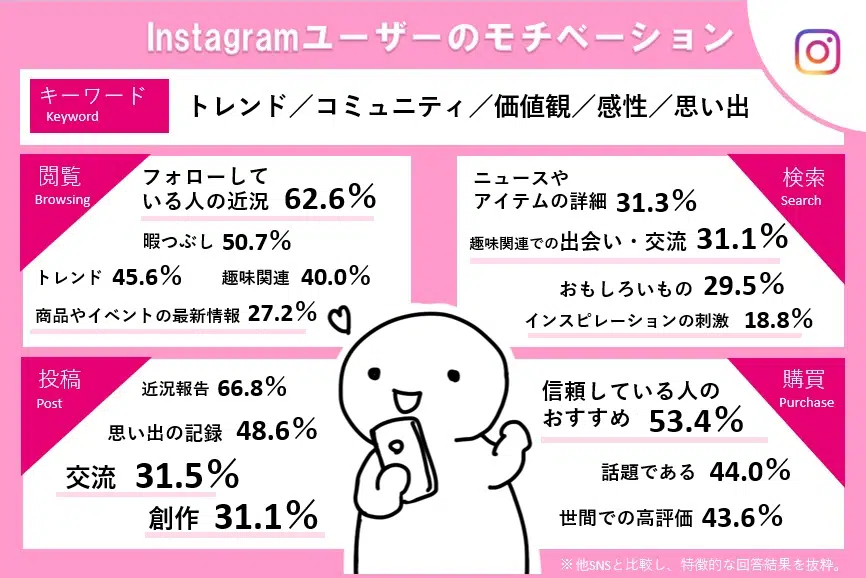 Instagramユーザーのモチベーション
キーワード
Keyword
トレンド／コミュニティ／価値観／感性／思い出
閲覧
Browsing
フォローして
いる人の近況 62.6%
暇つぶし 50.7%
トレンド 45.6% 趣味関連 40.0%
商品やイベントの最新情報 27.2%
検索
Search
ニュースや
アイテムの詳細 31.3%
趣味関連での出会い・交流 31.1%
おもしろいもの 29.5%
インスピレーションの刺激 18.8%
投稿
Post
近況報告 66.8%
思い出の記録 48.6%
交流 31.5%
創作 31.1%
購買
Purchase
信頼している人の
おすすめ 53.4%
話題である 44.0%
世間での高評価 43.6%
※他SNSと比較し、特徴的な回答結果を抜粋。